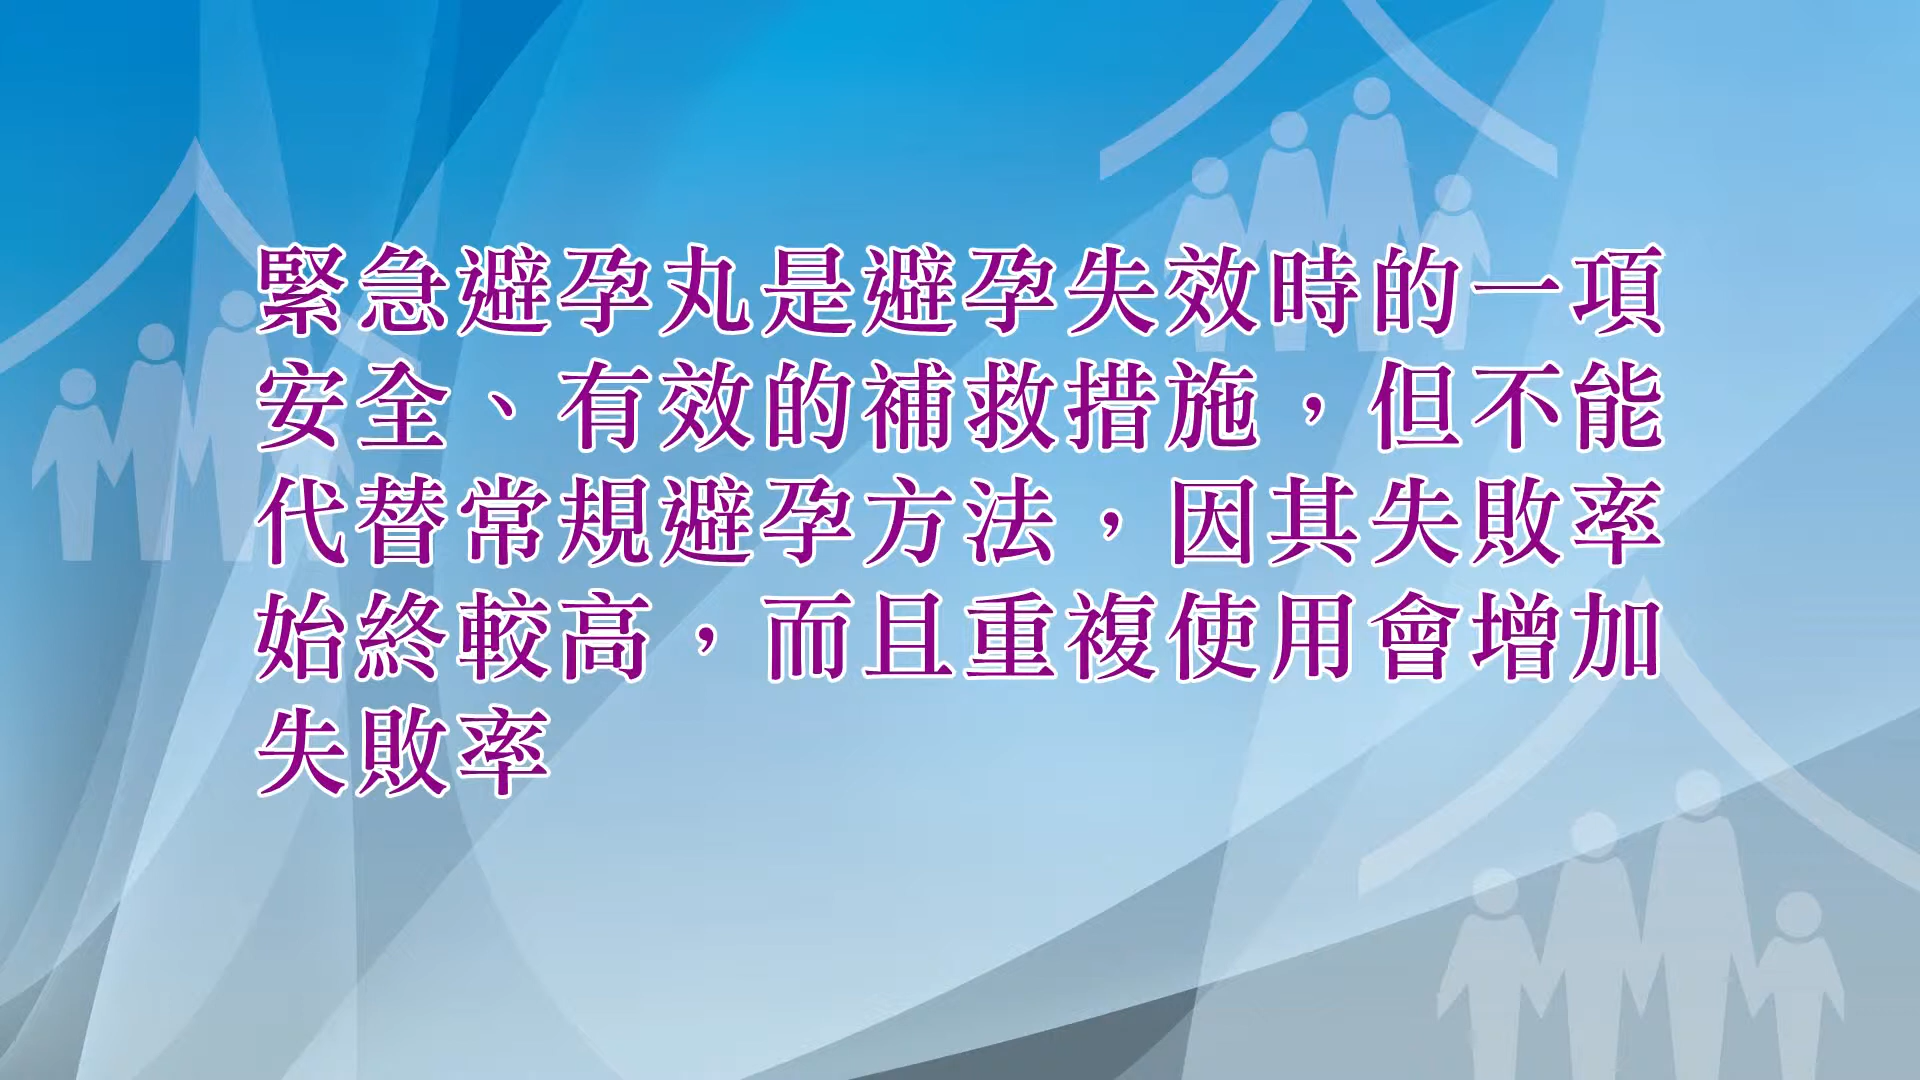 緊急避孕丸是避孕失效時的一項
安全、有效的補救措施，但不能
代替常規避孕方法，因其失敗率
始終較高，而且重複使用會增加
失敗率